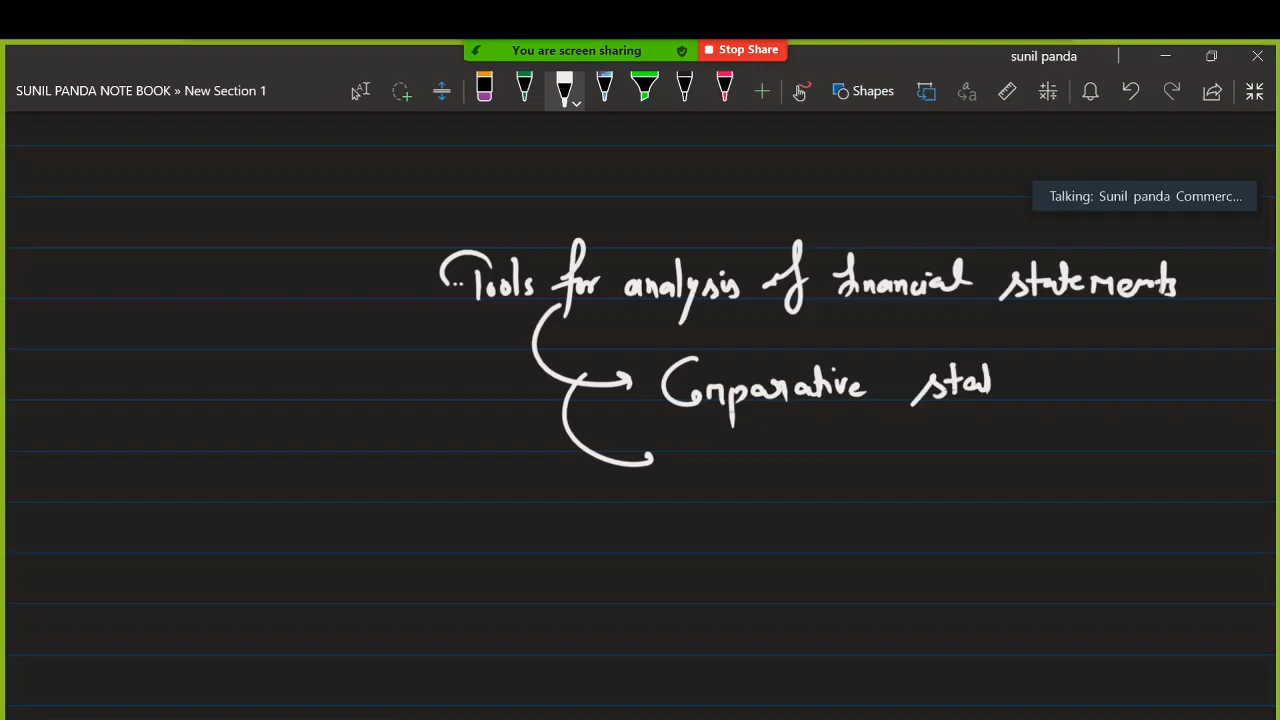 You are screen sharing Stop Share
sunil panda
SUNIL PANDA NOTE BOOK » New Section 1
Shapes
Talking: Sunil panda Commerc...
Tools for analysis of financial statements
Comparative stat